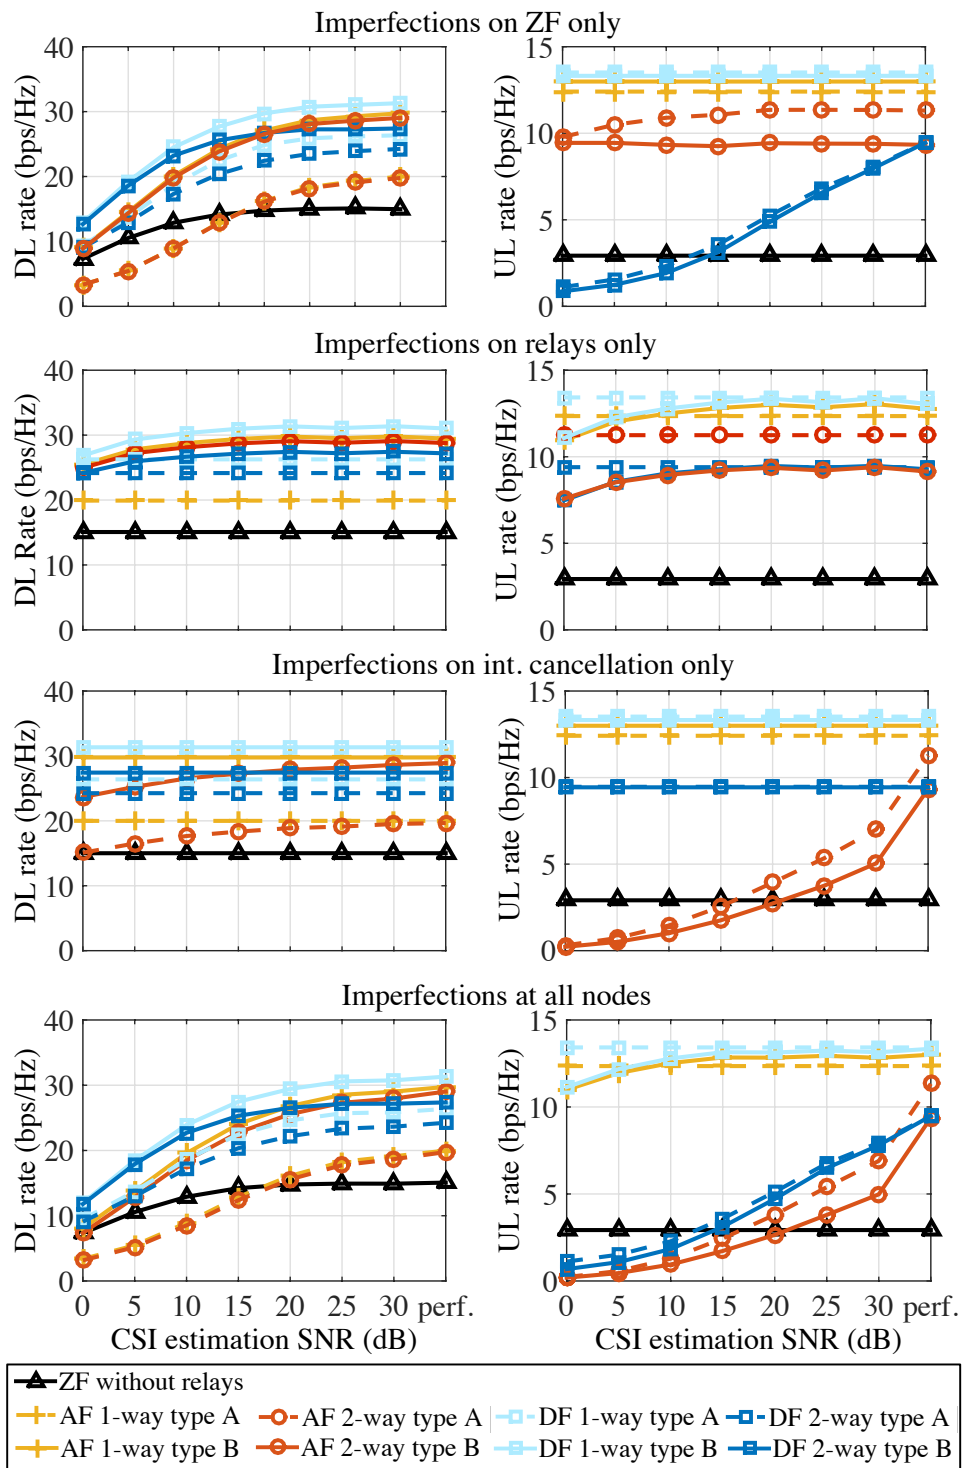 Imperfections on ZF only
DL rate (bps/Hz)
40
30
20
10
0
UL rate (bps/Hz)
15
10
5
0
Imperfections on relays only
DL Rate (bps/Hz)
40
30
20
10
0
UL rate (bps/Hz)
15
10
5
0
Imperfections on int. cancellation only
DL rate (bps/Hz)
40
30
20
10
0
UL rate (bps/Hz)
15
10
5
0
Imperfections at all nodes
DL rate (bps/Hz)
40
30
20
10
0
0 5 10 15 20 25 30 perf.
CSI estimation SNR (dB)
UL rate (bps/Hz)
15
10
5
0
0 5 10 15 20 25 30 perf.
CSI estimation SNR (dB)
ZF without relays
AF 1-way type A AF 2-way type A DF 1-way type A DF 2-way type A
AF 1-way type B AF 2-way type B DF 1-way type B DF 2-way type B